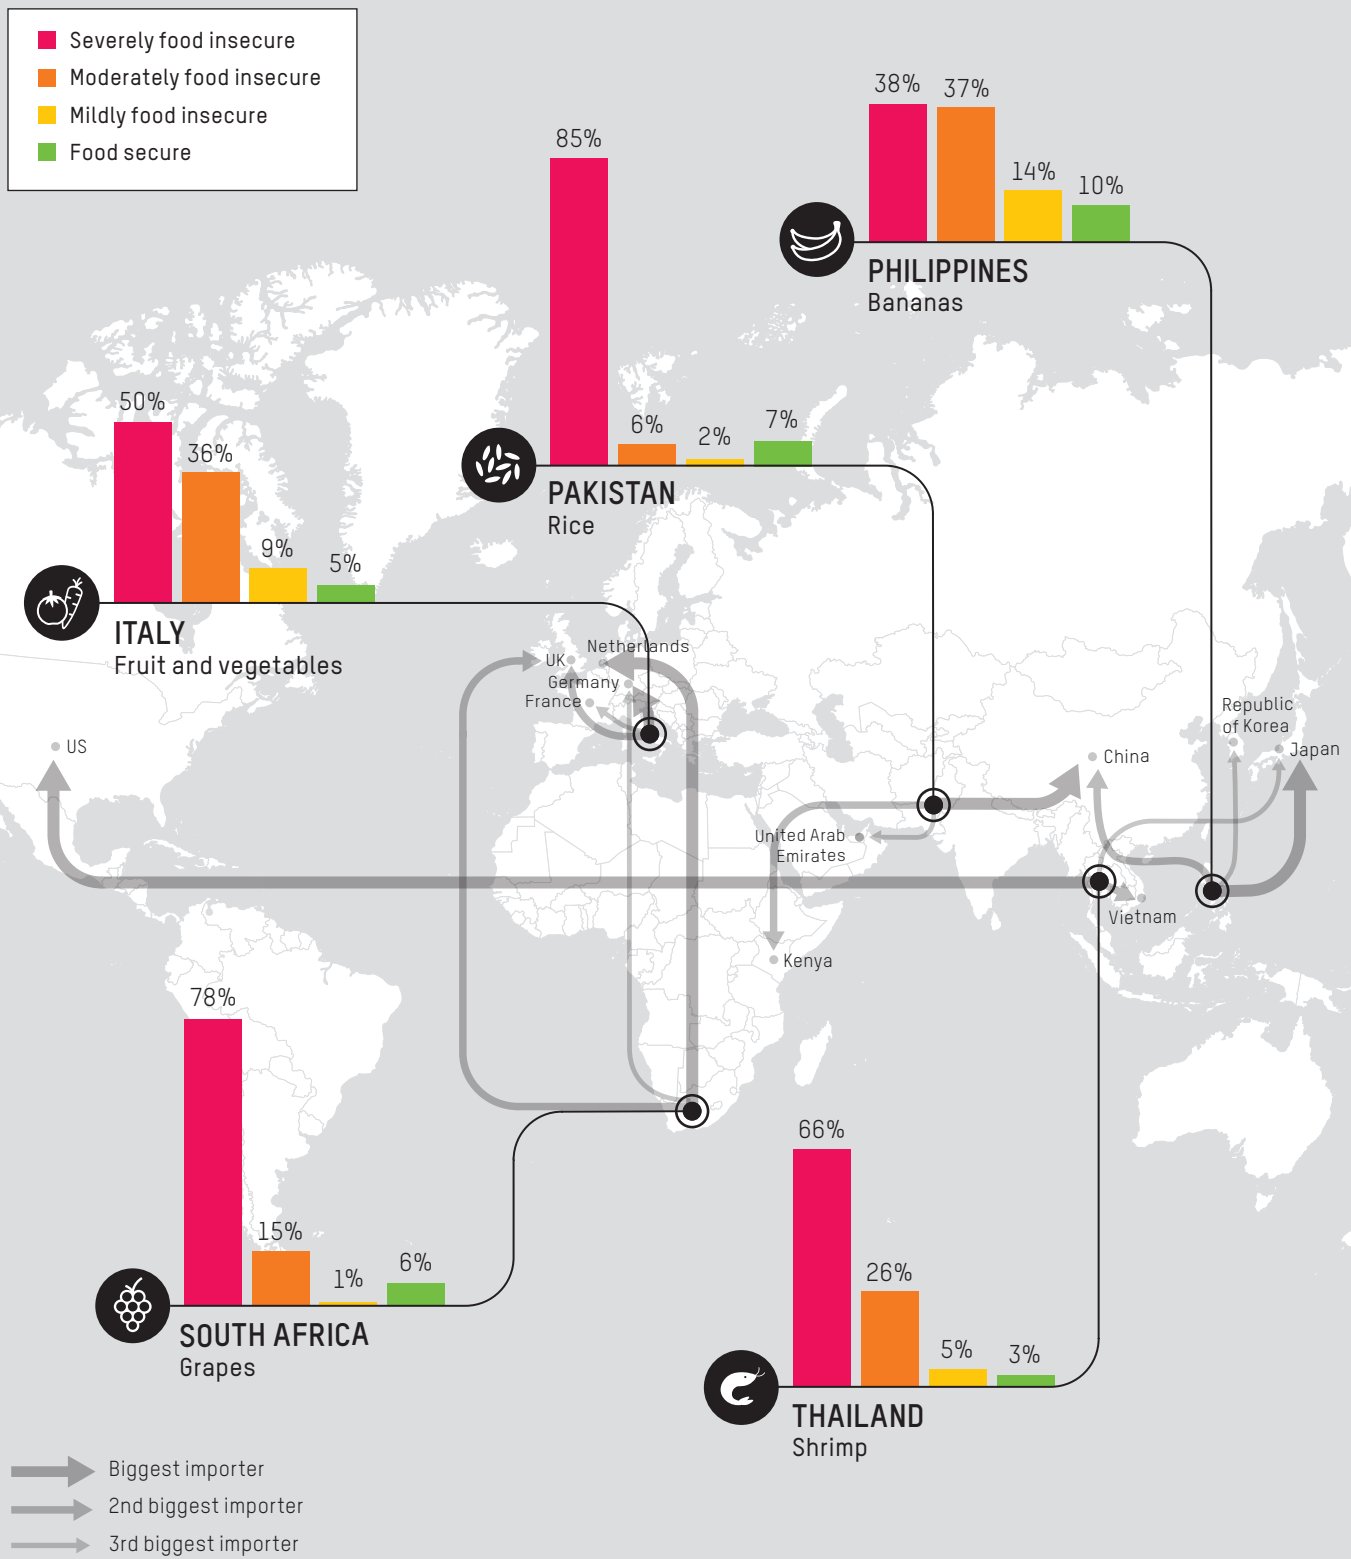 Severely food insecure
Moderately food insecure
Mildly food insecure
Food secure
38%
37%
14%
10%
PHILIPPINES
Bananas
85%
6%
2%
7%
PAKISTAN
Rice
50%
36%
9%
5%
ITALY
Fruit and vegetables
Netherlands
UK
Germany
France
US
Republic
of Korea
Japan
China
United Arab
Emirates
Vietnam
Kenya
78%
15%
1%
6%
SOUTH AFRICA
Grapes
66%
26%
5%
3%
THAILAND
Shrimp
Biggest importer
2nd biggest importer
3rd biggest importer